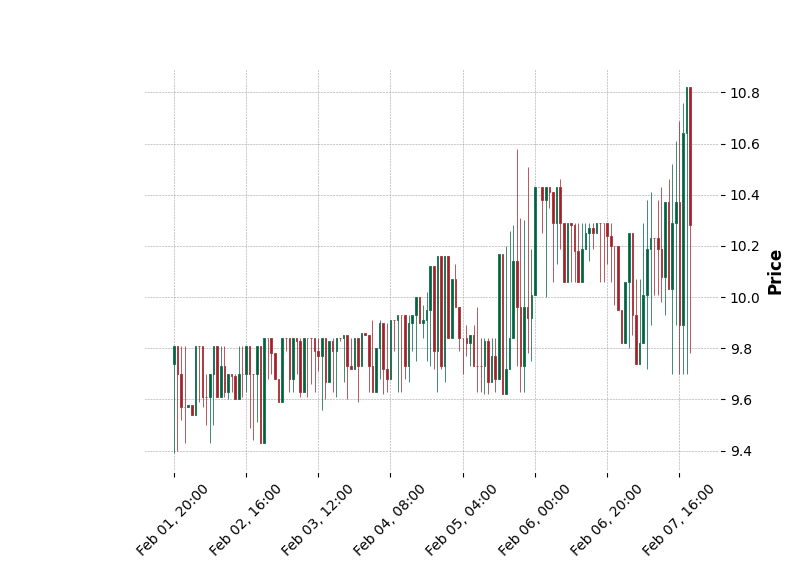 10.8
10.6
10.4
10.2
10.0
9.8
9.6
9.4
Price
Feb 01, 20:00
Feb 02, 16:00
Feb 03, 12:00
Feb 04, 08:00
Feb 05, 04:00
Feb 06, 00:00
Feb 06, 20:00
Feb 07, 16:00